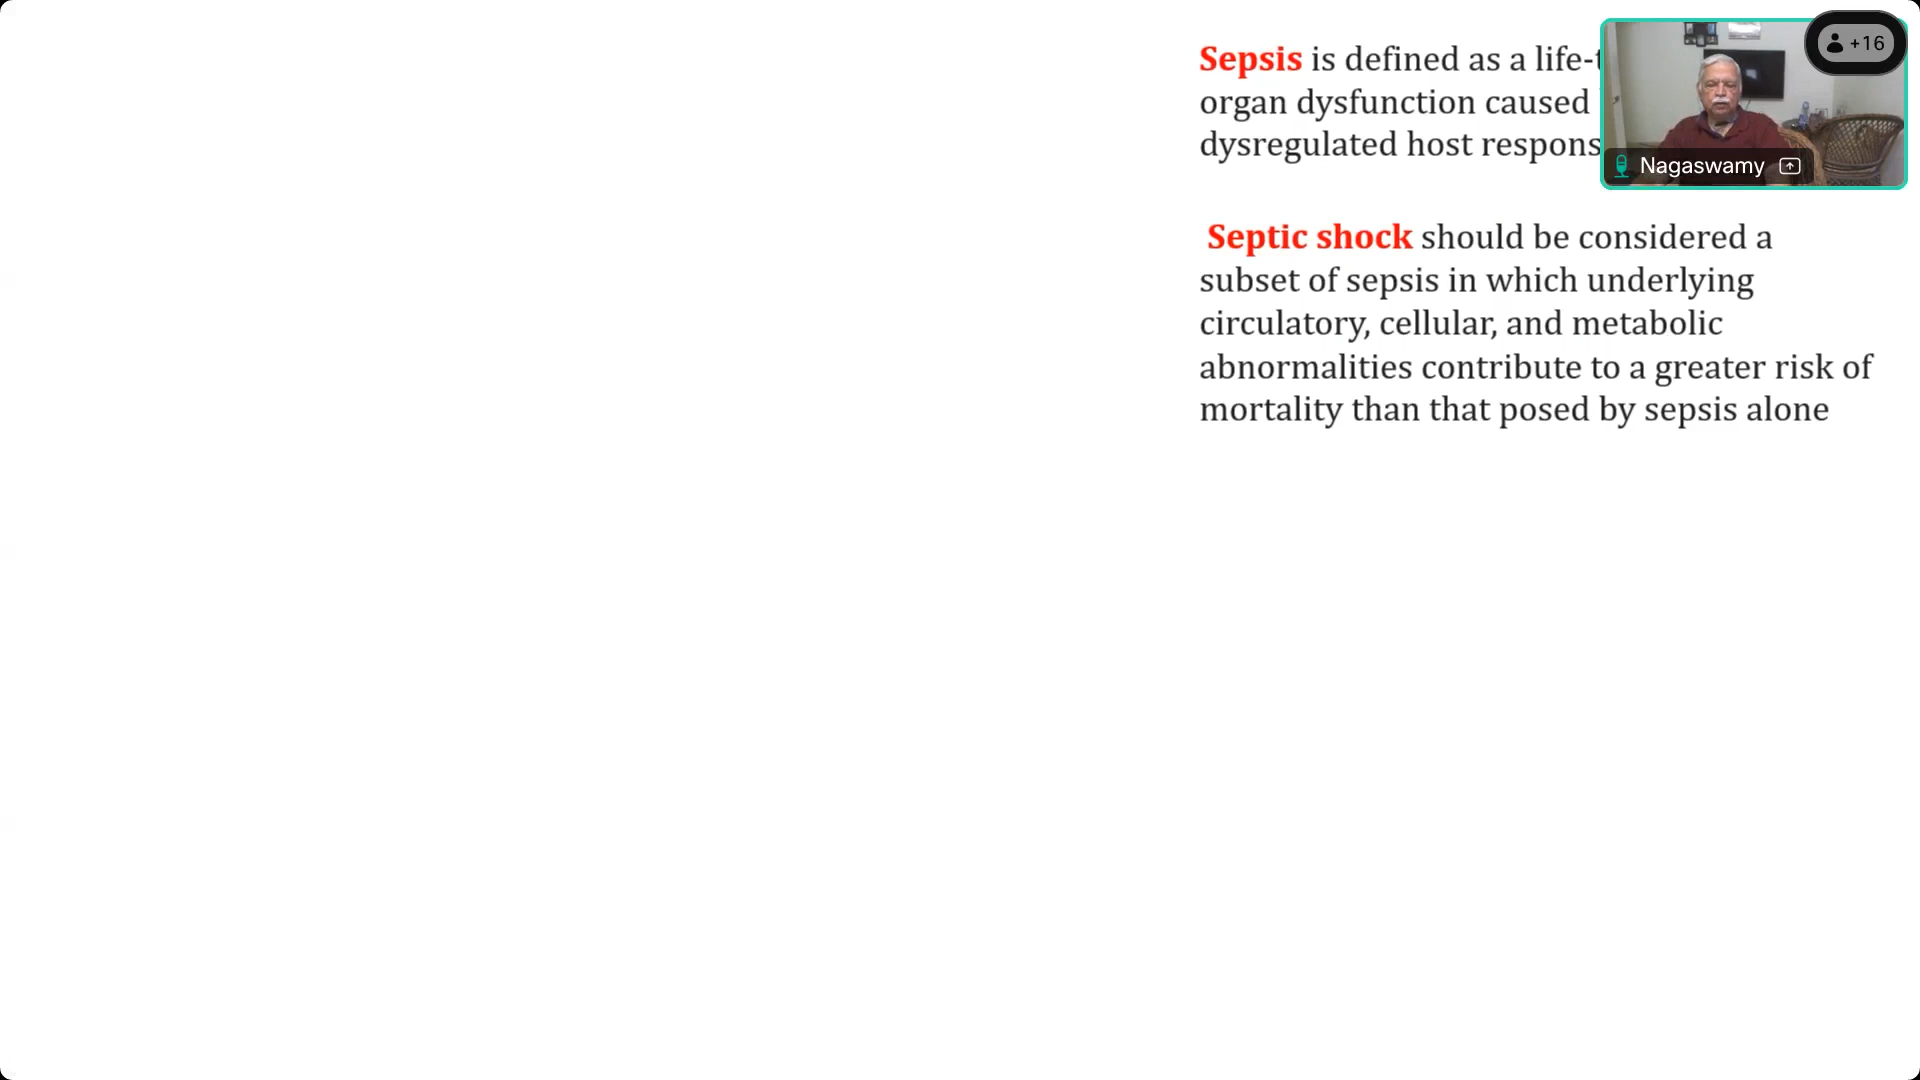 Sepsis is defined as a
organ dysfunction caused
dysregulated host
Septic shock should be considered a
subset of sepsis in which underlying
circulatory, cellular, and metabolic
abnormalities contribute to a greater risk of
mortality than that posed by sepsis alone
+16
Nagaswamy